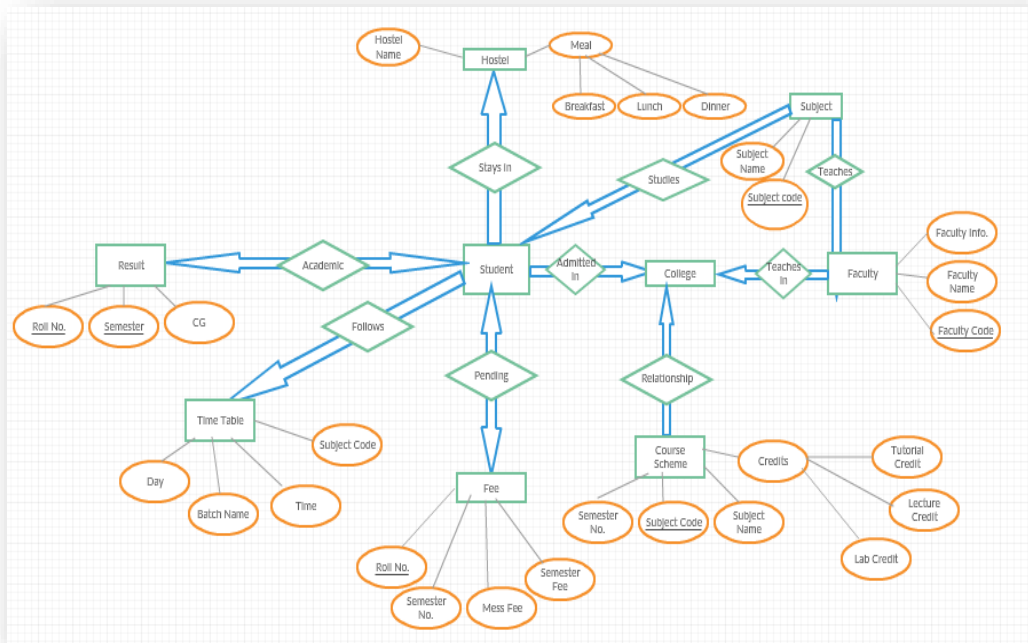 Hostel
Name
Hostel
Meal
Breakfast
Lunch
Dinner
Subject
Stays In
Studies
Subject
Name
Subject code
Teaches
Result
Academic
Student
Admitted
In
College
Teaches
In
Faculty
Faculty Info.
Faculty
Name
Faculty Code
Roll No.
Semester
CG
Follows
Pending
Relationship
Time Table
Subject Code
Day
Batch Name
Time
Fee
Roll No.
Semester
No.
Mess Fee
Semester
Fee
Course
Scheme
Credits
Tutorial
Credit
Lecture
Credit
Lab Credit
Semester
No.
Subject Code
Subject
Name